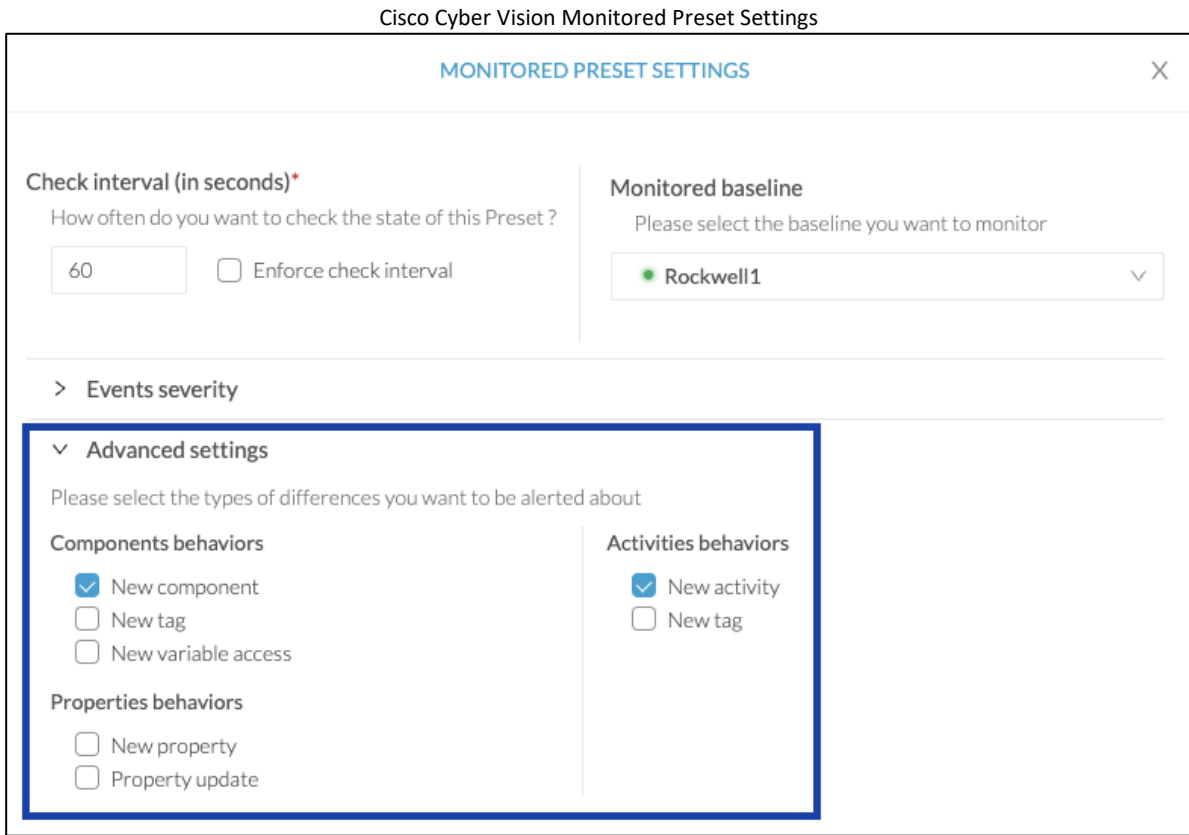 Cisco Cyber Vision Monitored Preset Settings
MONITORED PRESET SETTINGS
X
Check interval (in seconds)*
How often do you want to check the state of this Preset ?
60
Enforce check interval
Monitored baseline
Please select the baseline you want to monitor
Rockwell1
Events severity
Advanced settings
Please select the types of differences you want to be alerted about
Components behaviors
New component
New tag
New variable access
Properties behaviors
New property
Property update
Activities behaviors
New activity
New tag